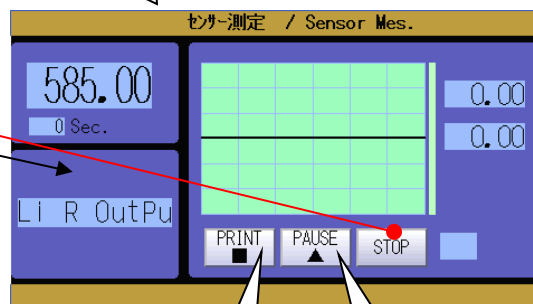 ｾﾝｻｰ測定 / Sensor Mes.
585.00
0 Sec.
Li R OutPu
0.00
0.00
PRINT
PAUSE
STOP